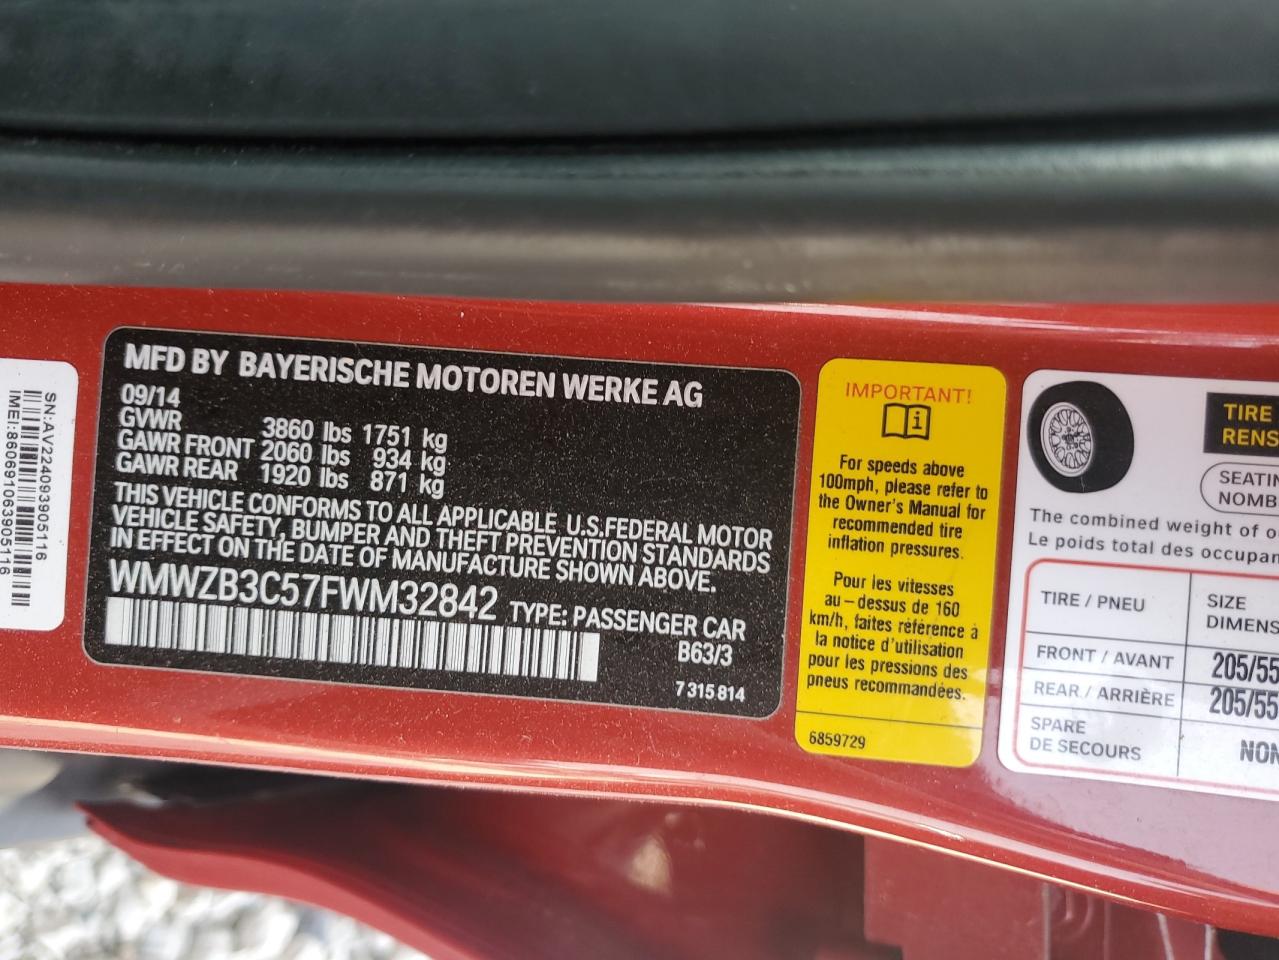 SN:AV224093905116
IMEI:860691063905116
MFD BY BAYERISCHE MOTOREN WERKE AG
09/14
GVWR 3860 lbs 1751 kg
GAWR FRONT 2060 lbs 934 kg
GAWR REAR 1920 lbs 871 kg
THIS VEHICLE CONFORMS TO ALL APPLICABLE U.S.FEDERAL MOTOR
VEHICLE SAFETY, BUMPER AND THEFT PREVENTION STANDARDS
IN EFFECT ON THE DATE OF MANUFACTURE SHOWN ABOVE.
WMWZB3C57FWM32842 TYPE: PASSENGER CAR
B63/3
7 315 814
IMPORTANT!
i
For speeds above
100mph, please refer to
the Owner's Manual for
recommended tire
inflation pressures.
Pour les vitesses
au-dessus de 160
km/h, faites référence à
la notice d'utilisation
pour les pressions des
pneus recommandées.
6859729
TIRE
RENS
SEATIN
NOMB
The combined weight of o
Le poids total des occupan
TIRE / PNEU
SIZE
DIMENS
FRONT / AVANT 205/55
REAR / ARRIÈRE 205/55
SPARE
DE SECOURS
NON